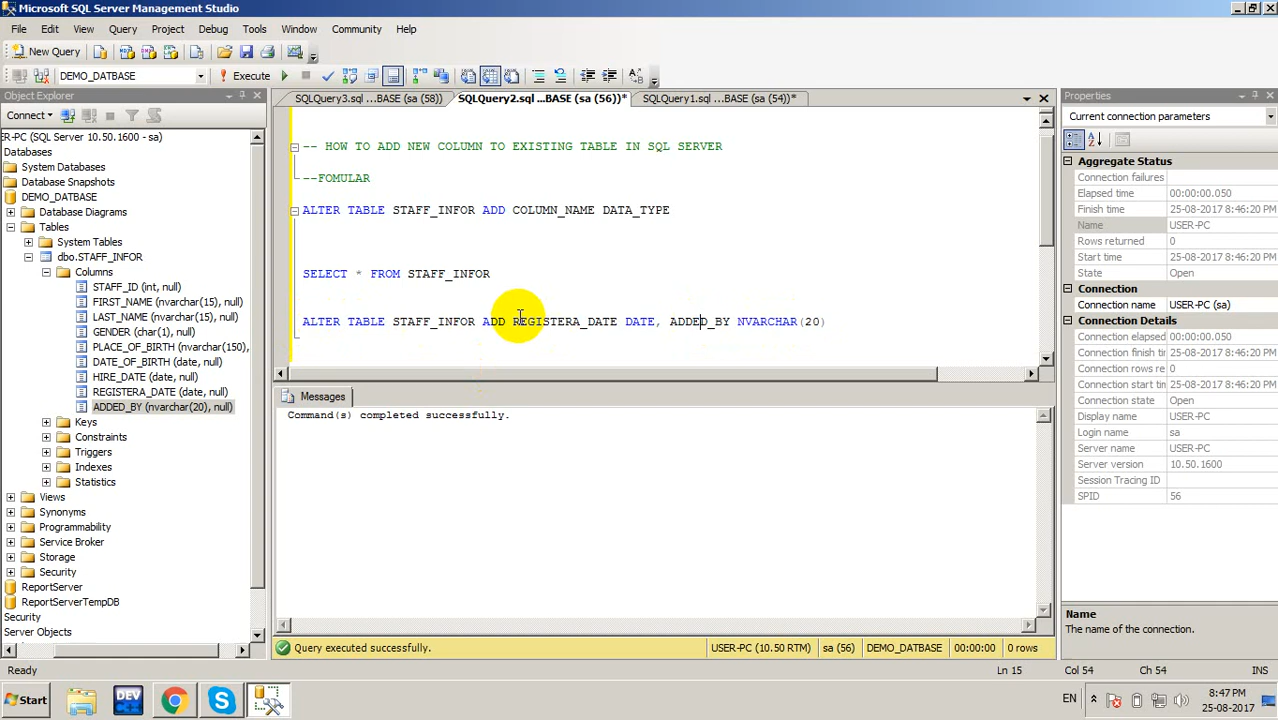 Microsoft SQL Server Management Studio
File Edit View Query Project Debug Tools Window Community Help
New Query
DEMO_DATBASE Execute
Object Explorer
Connect
ER-PC (SQL Server 10.50.1600 - sa)
Databases
System Databases
Database Snapshots
DEMO_DATBASE
Database Diagrams
Tables
System Tables
dbo.STAFF_INFOR
Columns
STAFF_ID (int, null)
FIRST_NAME (nvarchar(15), null)
LAST_NAME (nvarchar(15), null)
GENDER (char(1), null)
PLACE_OF_BIRTH (nvarchar(150),
DATE_OF_BIRTH (date, null)
HIRE_DATE (date, null)
REGISTERA_DATE (date, null)
ADDED_BY (nvarchar(20), null)
Keys
Constraints
Triggers
Indexes
Statistics
Views
Synonyms
Programmability
Service Broker
Storage
Security
ReportServer
ReportServerTempDB
Security
Server Objects
SQLQuery3.sql ...BASE (sa (58)) SQLQuery2.sql ...BASE (sa (56))* SQLQuery1.sql ...BASE (sa (54))*
-- HOW TO ADD NEW COLUMN TO EXISTING TABLE IN SQL SERVER
--FOMULAR
ALTER TABLE STAFF_INFOR ADD COLUMN_NAME DATA_TYPE
SELECT * FROM STAFF_INFOR
ALTER TABLE STAFF_INFOR ADD REGISTERA_DATE DATE, ADDED_BY NVARCHAR(20)
Messages
Command(s) completed successfully.
Query executed successfully. USER-PC (10.50 RTM) sa (56) DEMO_DATBASE 00:00:00 0 rows
Properties
Current connection parameters
Aggregate Status
Connection failures
Elapsed time 00:00:00.050
Finish time 25-08-2017 8:46:20 PM
Name USER-PC
Rows returned 0
Start time 25-08-2017 8:46:20 PM
State Open
Connection
Connection name USER-PC (sa)
Connection Details
Connection elapsed 00:00:00.050
Connection finish t 25-08-2017 8:46:20 PM
Connection rows re 0
Connection start tir 25-08-2017 8:46:20 PM
Connection state Open
Display name USER-PC
Login name sa
Server name USER-PC
Server version 10.50.1600
Session Tracing ID
SPID 56
Name
The name of the connection.
Ready Ln 15 Col 54 Ch 54 INS
Start DEV EN 8:47 PM
25-08-2017